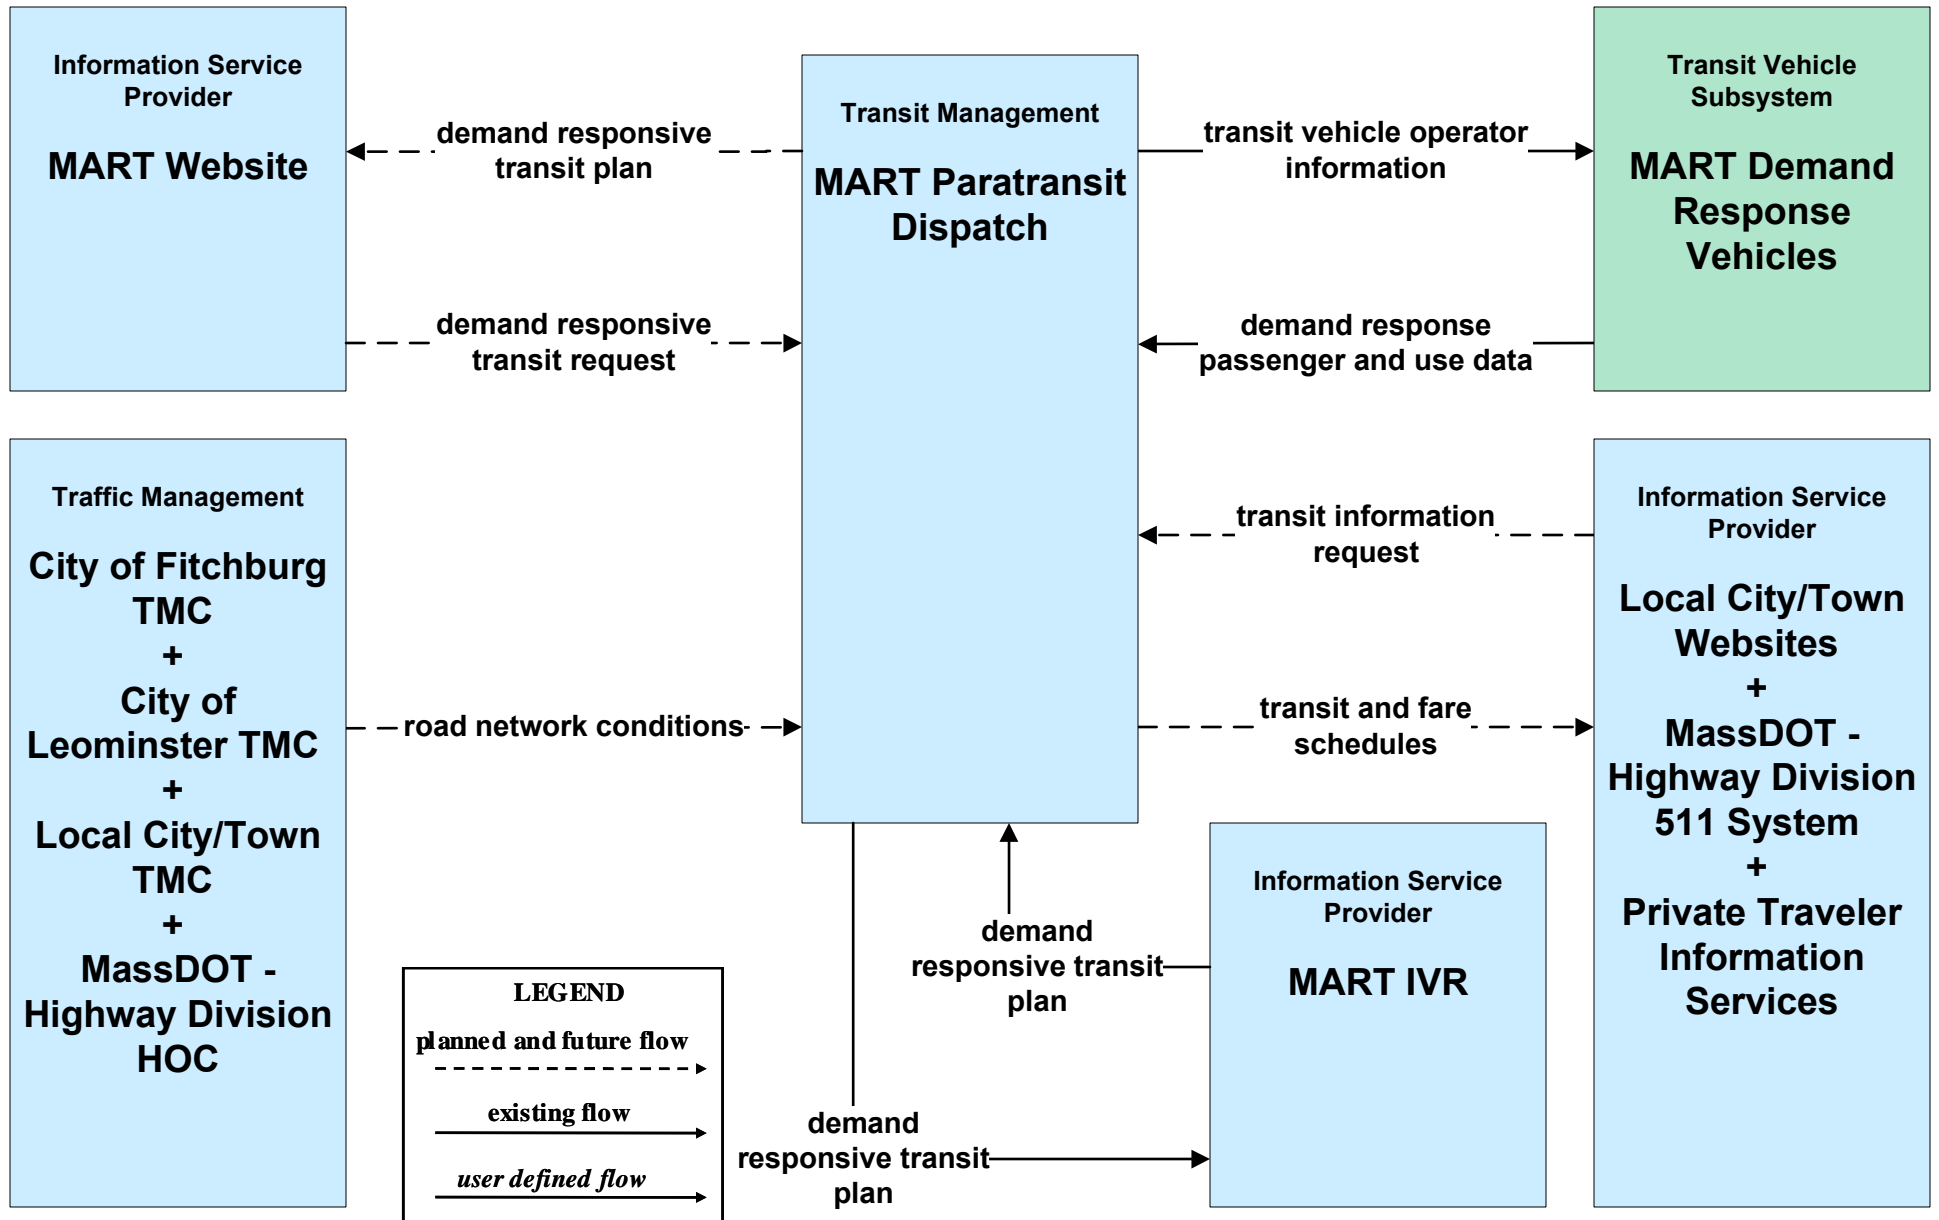 Information Service
Provider
MART Website
demand responsive
transit plan
demand responsive
transit request
Transit Management
MART Paratransit
Dispatch
transit vehicle operator
information
demand response
passenger and use data
Transit Vehicle
Subsystem
MART Demand
Response
Vehicles
Traffic Management
City of Fitchburg
TMC
+
City of
Leominster TMC
+
Local City/Town
TMC
+
MassDOT -
Highway Division
HOC
road network conditions
transit information
request
transit and fare
schedules
Information Service
Provider
Local City/Town
Websites
+
MassDOT -
Highway Division
511 System
+
Private Traveler
Information
Services
demand
responsive transit
plan
Information Service
Provider
MART IVR
demand
responsive transit
plan
LEGEND
planned and future flow
existing flow
user defined flow